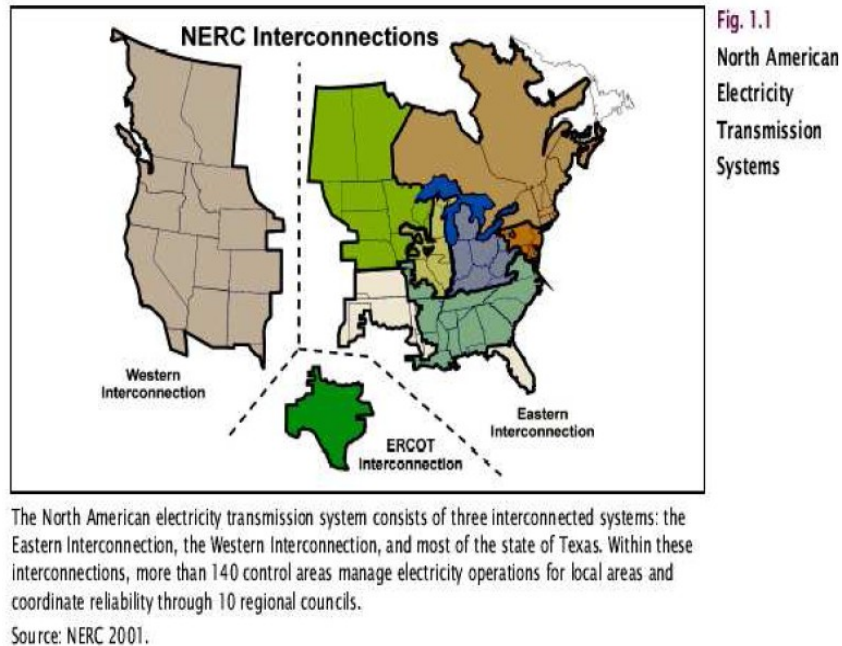 NERC Interconnections
Western
Interconnection
ERCOT
Interconnection
Eastern
Interconnection
Fig. 1.1
North American
Electricity
Transmission
Systems
The North American electricity transmission system consists of three interconnected systems: the
Eastern Interconnection, the Western Interconnection, and most of the state of Texas. Within these
interconnections, more than 140 control areas manage electricity operations for local areas and
coordinate reliability through 10 regional councils.
Source: NERC 2001.